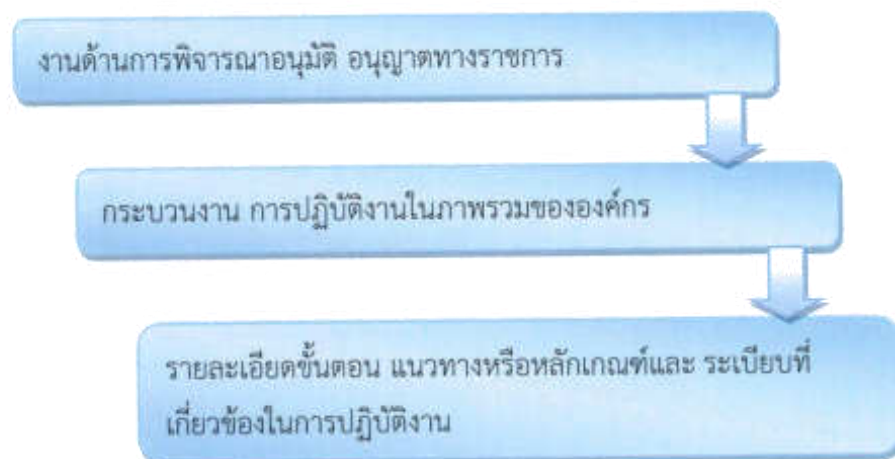 งานด้านการพิจารณาอนุมัติ อนุญาตทางราชการ
กระบวนงาน การปฏิบัติงานในภาพรวมขององค์กร
รายละเอียดขั้นตอน แนวทางหรือหลักเกณฑ์และ ระเบียบที่
เกี่ยวข้องในการปฏิบัติงาน